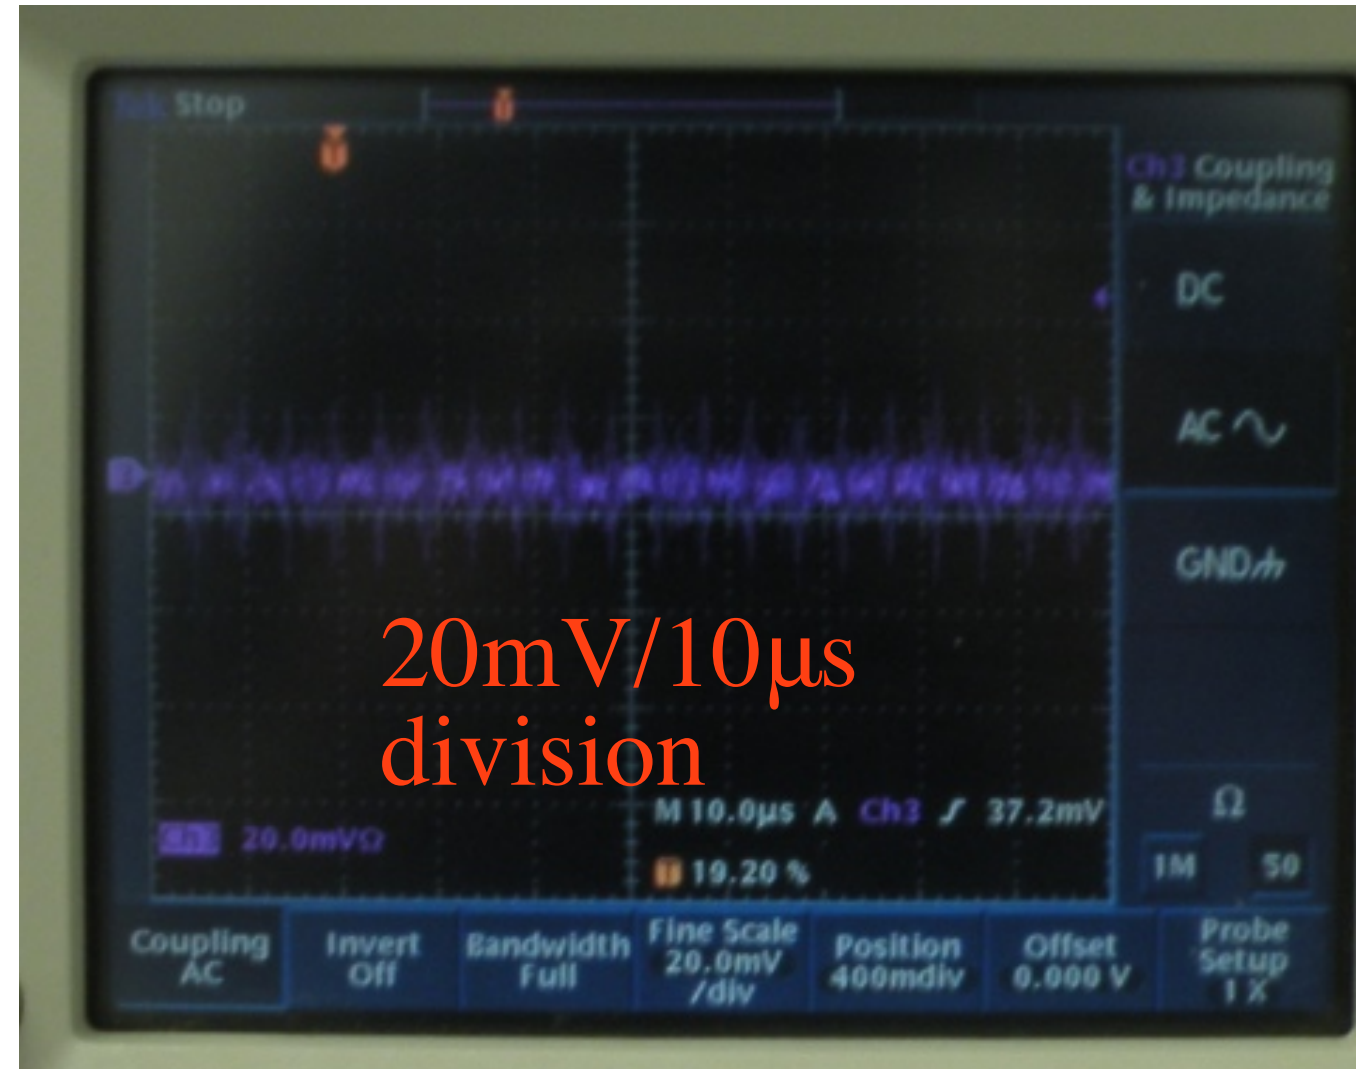 Tek Stop
Ch3 Coupling
& Impedance
DC
AC
GND
20mV/10µs
division
M 10.0µs A Ch3 37.2mV
Ch3 20.0mVΩ
19.20 %
Ω
1M 50
Coupling
AC
Invert
Off
Bandwidth
Full
Fine Scale
20.0mV
/div
Position
400mdiv
Offset
0.000 V
Probe
Setup
1 X